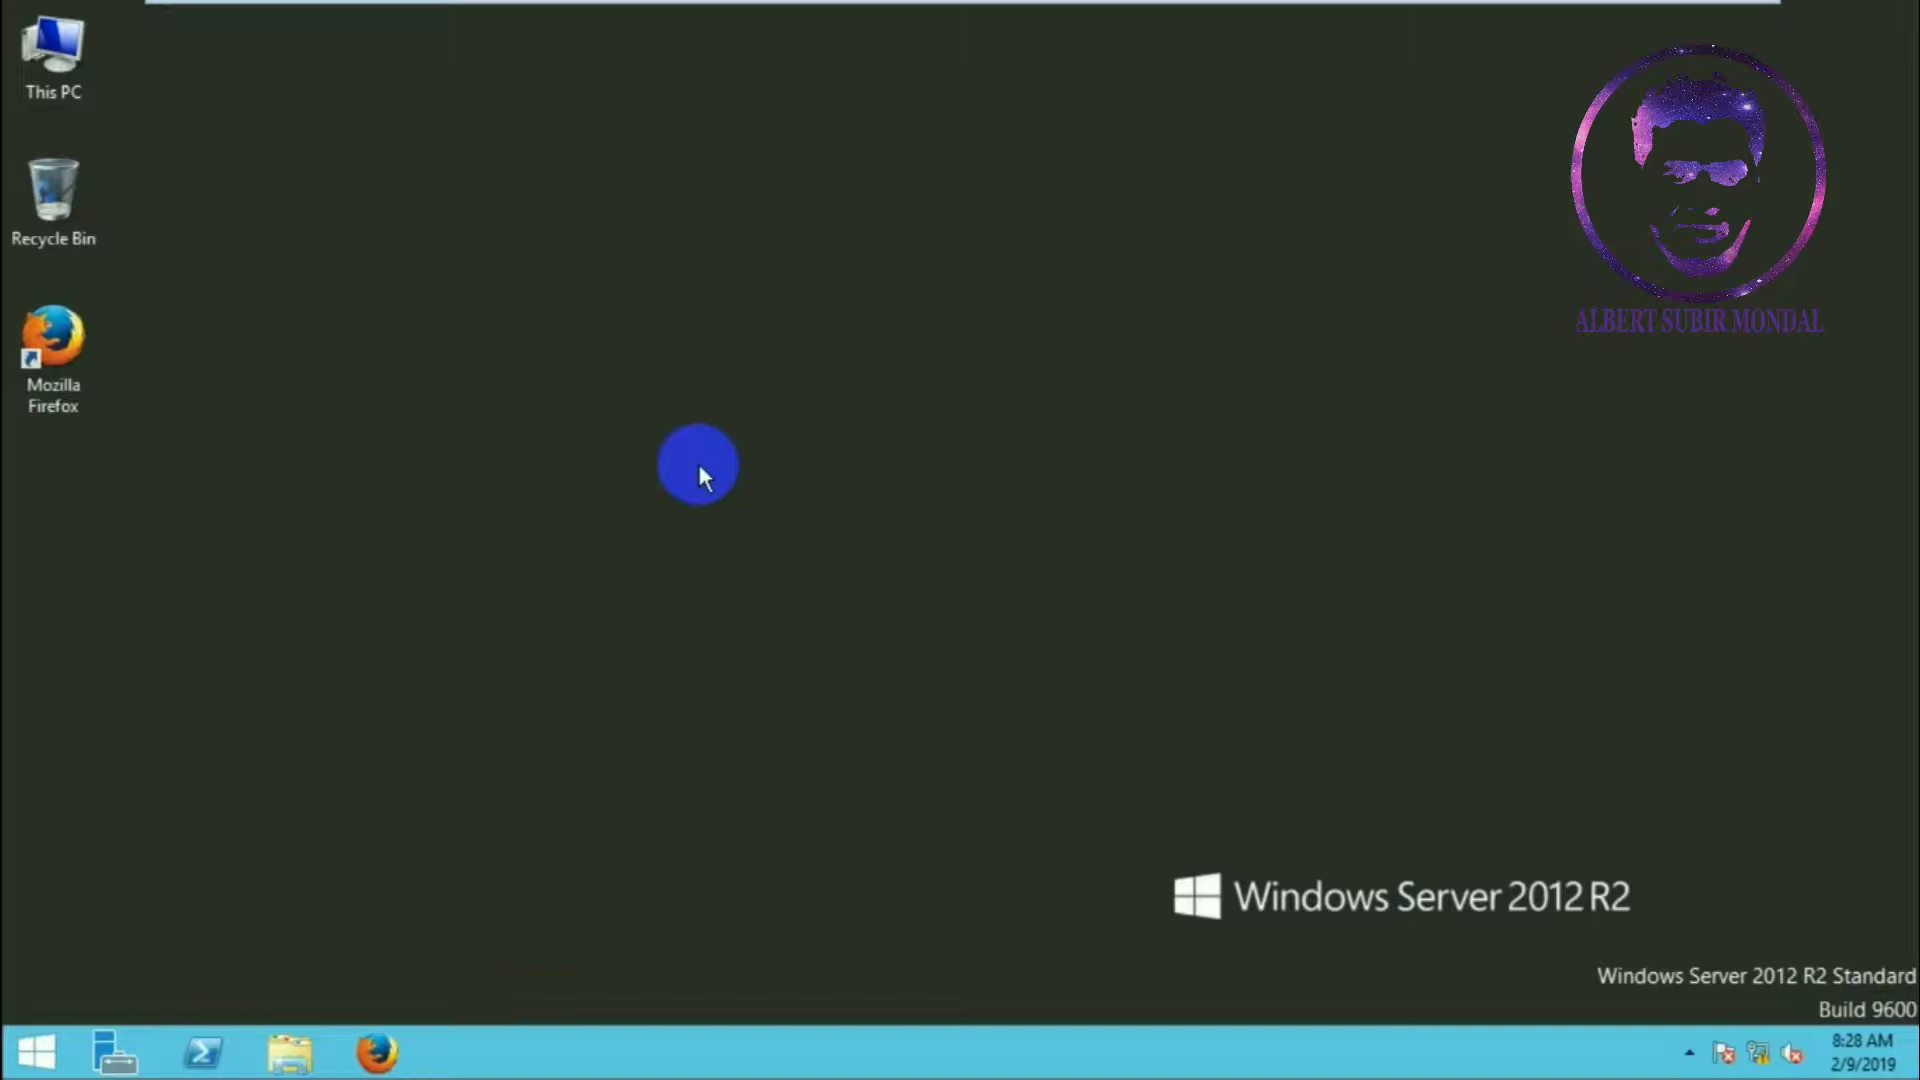 This PC
Recycle Bin
Mozilla
Firefox
ALBERT SUBIR MONDAL
Windows Server 2012 R2
Windows Server 2012 R2 Standard
Build 9600
8:28 AM
2/9/2019